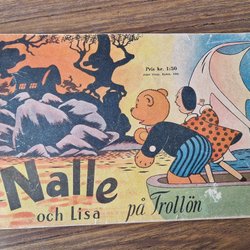 Pris kr. 1:50
Nalle
och Lisa
på Trollön